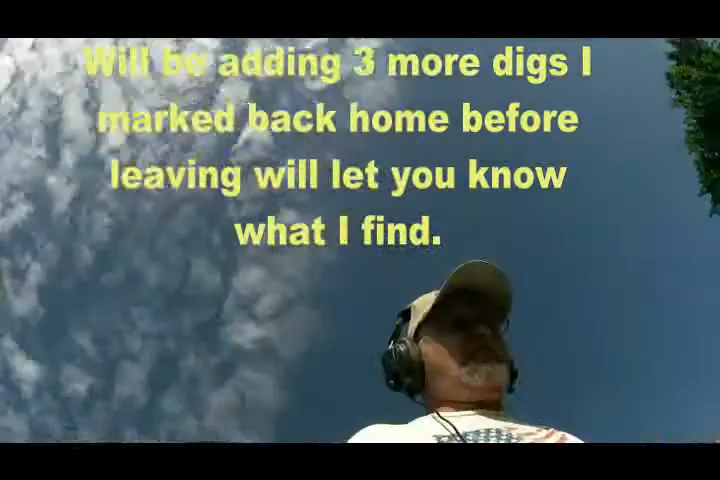 Will be adding 3 more digs I
marked back home before
leaving will let you know
what I find.